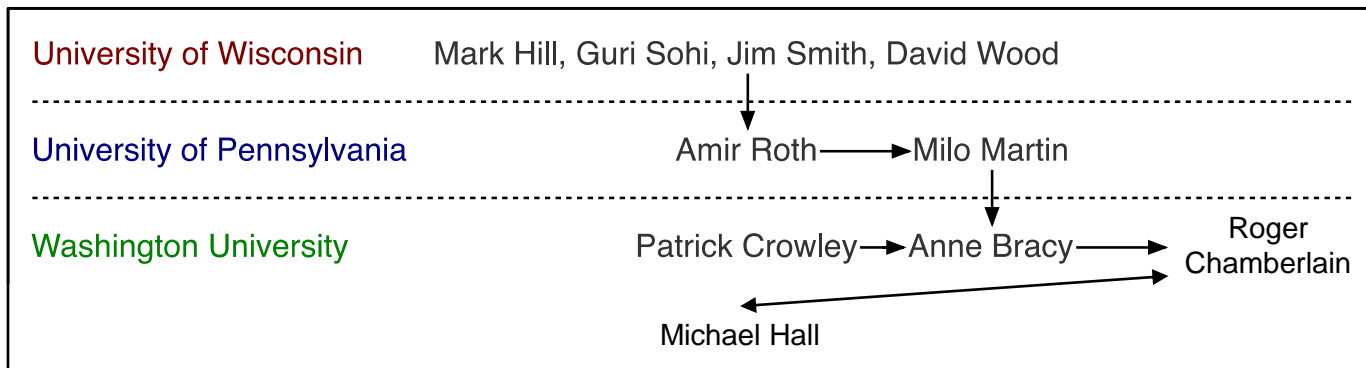 University of Wisconsin Mark Hill, Guri Sohi, Jim Smith, David Wood
University of Pennsylvania Amir Roth Milo Martin
Washington University Patrick Crowley Anne Bracy Roger
Chamberlain
Michael Hall